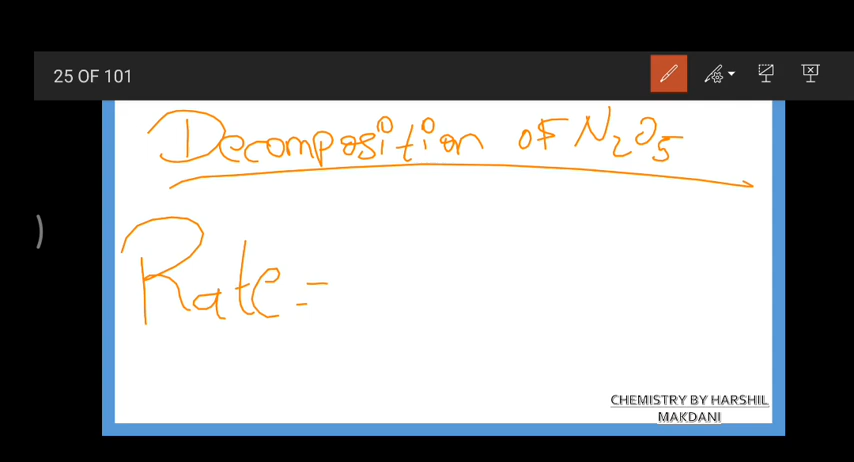 25 OF 101
Decomposition of N₂O₅
Rate =
CHEMISTRY BY HARSHIL
MAKDANI